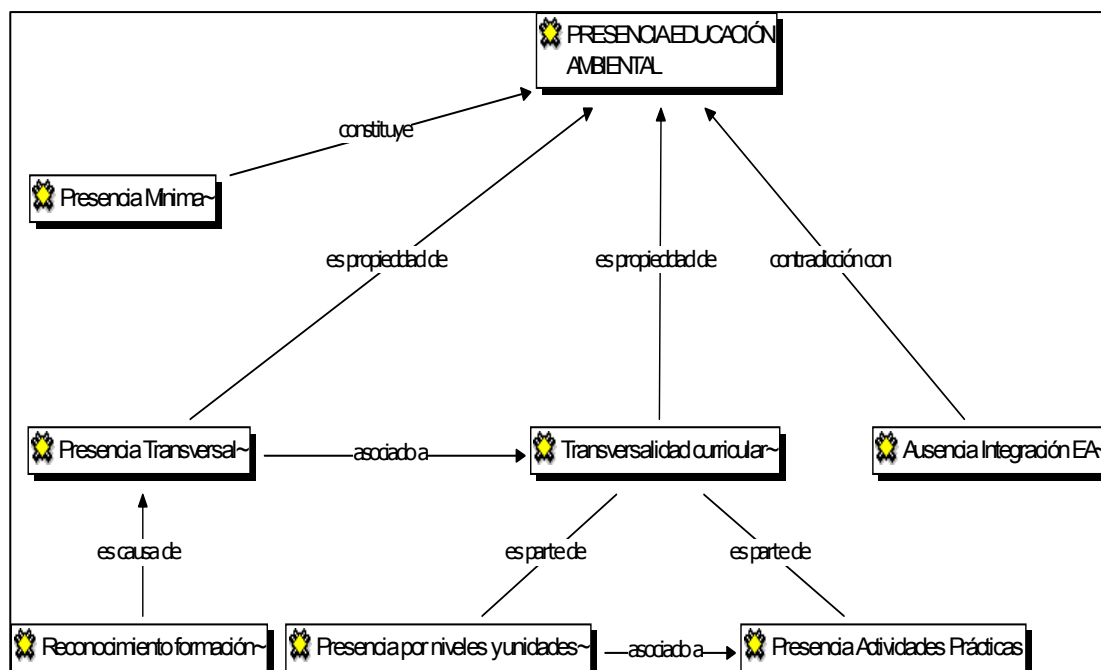 PRESENCIA EDUCACIÓN
AMBIENTAL
constituye
Presencia Mínima~
es propiedad de
es propiedad de
contradicción con
Presencia Transversal~
asociado a
Transversalidad curricular~
Ausencia Integración EA~
es causa de
es parte de
es parte de
Reconocimiento formación~
Presencia por niveles y unidades~
asociado a
Presencia Actividades Prácticas